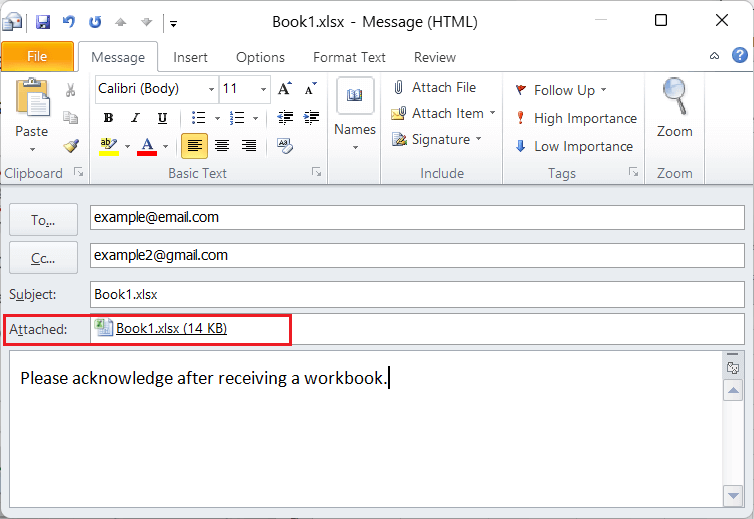 Book1.xlsx - Message (HTML)
File Message Insert Options Format Text Review
Calibri (Body) 11 A A
Attach File
Follow Up
Attach Item
High Importance
Paste
B I U
Names
Zoom
ab A
Signature
Low Importance
Clipboard Basic Text Include Tags Zoom
To... example@email.com
Cc... example2@gmail.com
Subject: Book1.xlsx
Attached: Book1.xlsx (14 KB)
Please acknowledge after receiving a workbook.